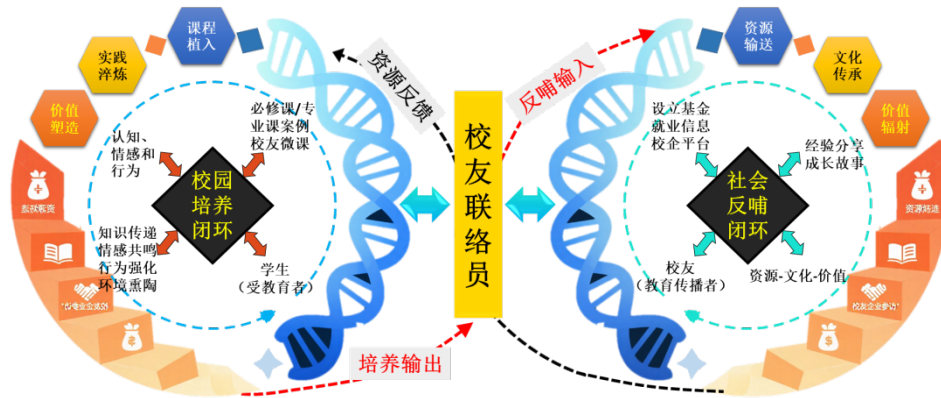 课程
植入
实践
淬炼
价值
塑造
认知、
情感和
行为
必修课/专
业课案例
校友微课
校园
培养
闭环
知识传递
情感共鸣
行为强化
环境熏陶
学生
（受教育者）
资源反馈
反哺输入
校友联络员
培养输出
资源
输送
文化
传承
价值
辐射
设立基金
就业信息
校企平台
经验分享
成长故事
社会
反哺
闭环
校友
（教育传播者）
资源-文化-价值
校友企业参访"